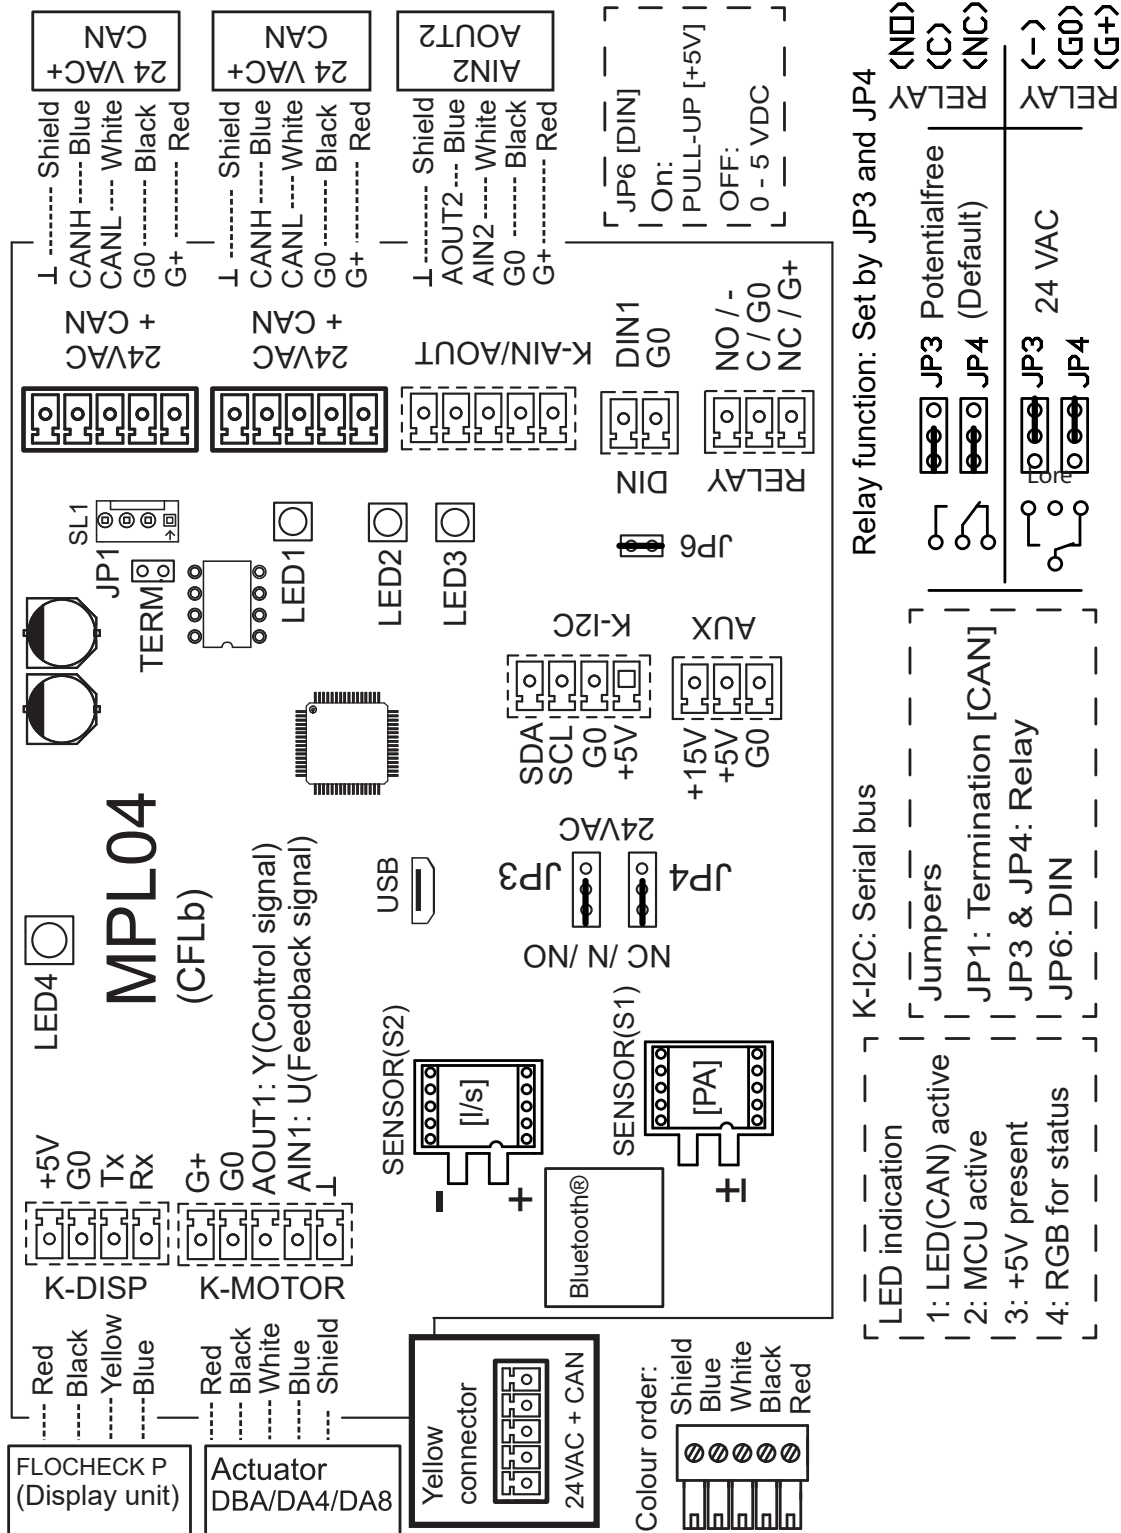 CAN
24 VAC+
CAN
24 VAC+
AOUT2
AIN2
⊥ Shield
CANH Blue
CANL White
G0 Black
G+ Red
⊥ Shield
CANH Blue
CANL White
G0 Black
G+ Red
⊥ Shield
AOUT2 Blue
AIN2 White
G0 Black
G+ Red
JP6 [DIN]
On:
PULL-UP [+5V]
OFF:
0 - 5 VDC
24VAC
+ CAN
24VAC
+ CAN
K-AIN/AOUT
DIN1
G0
NO / -
C / G0
NC / G+
DIN
RELAY
SL1
JP1
TERM.
LED1
LED2
LED3
JP6
K-I2C
AUX
SDA
SCL
G0
+5V
+15V
+5V
G0
MPL04
(CFLb)
LED4
USB
24VAC
JP3
JP4
NC / N / NO
SENSOR(S2)
[l/s]
-
+
SENSOR(S1)
[PA]
±
Bluetooth®
+5V
G0
Tx
Rx
K-DISP
G+
G0
AOUT1: Y(Control signal)
AIN1: U(Feedback signal)
⊥
K-MOTOR
Red
Black
Yellow
Blue
Red
Black
White
Blue
Shield
FLOCHECK P
(Display unit)
Actuator
DBA/DA4/DA8
Yellow
connector
24VAC + CAN
Colour order:
Shield
Blue
White
Black
Red
Relay function: Set by JP3 and JP4
JP3 Potentialfree
JP4 (Default)
RELAY
(NO)
(C)
(NC)
JP3
JP4
24 VAC
RELAY
(-)
(G0)
(G+)
Lore
K-I2C: Serial bus
Jumpers
JP1: Termination [CAN]
JP3 & JP4: Relay
JP6: DIN
LED indication
1: LED(CAN) active
2: MCU active
3: +5V present
4: RGB for status